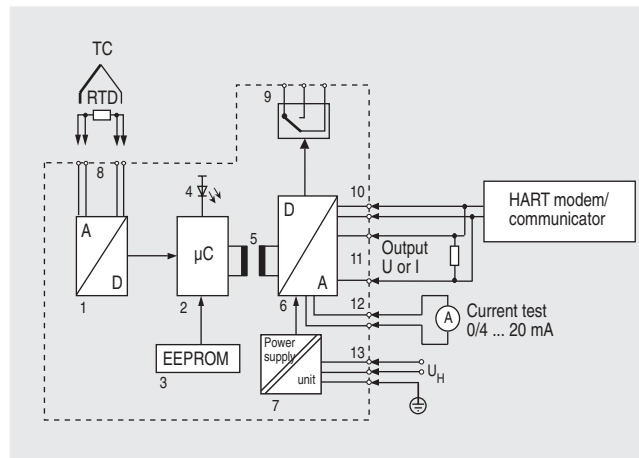 TC
RTD
8
A
D
1
4
µC
2
EEPROM
3
5
9
D
A
6
Power
supply
unit
7
10
11
12
13
Output
U or I
HART modem/
communicator
A
Current test
0/4 ... 20 mA
UH